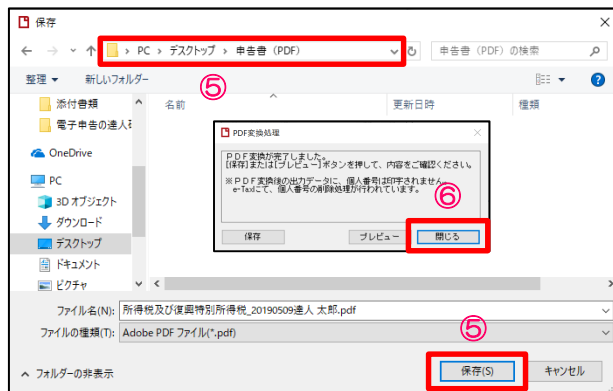 保存
PC › デスクトップ › 申告書 (PDF)
申告書 (PDF) の検索
整理
新しいフォルダー
⑤
添付書類
名前
更新日時
種類
電子申告の達人
OneDrive
PC
3D オブジェクト
ダウンロード
デスクトップ
ドキュメント
ピクチャ
PDF変換処理
PDF変換が完了しました。
[保存]または[プレビュー]ボタンを押して、内容をご確認ください。
※PDF変換後の出力データに、個人番号は印字されません。
e-Taxにて、個人番号の削除処理が行われています。
⑥
保存
プレビュー
閉じる
ファイル名(N):
所得税及び復興特別所得税_20190509達人 太郎.pdf
ファイルの種類(T):
Adobe PDF ファイル(*.pdf)
⑤
フォルダーの非表示
保存(S)
キャンセル